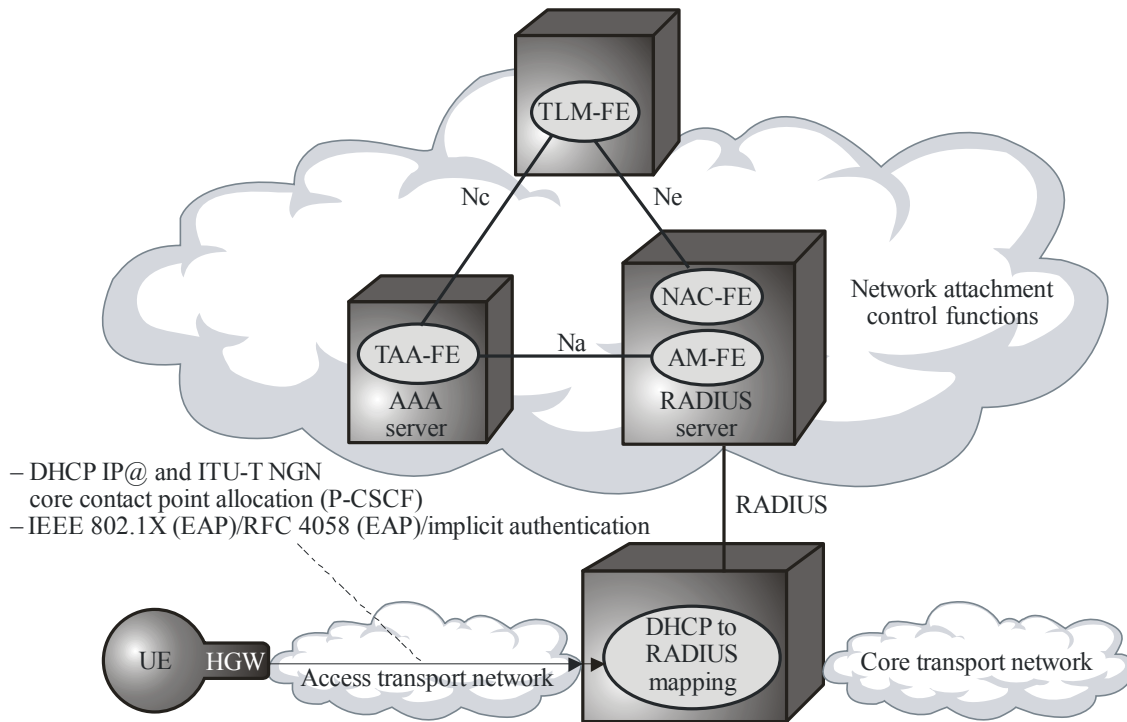 TLM-FE
Nc
Ne
NAC-FE
Network attachment
control functions
TAA-FE
Na
AM-FE
AAA
server
RADIUS
server
– DHCP IP@ and ITU-T NGN
core contact point allocation (P-CSCF)
– IEEE 802.1X (EAP)/RFC 4058 (EAP)/implicit authentication
RADIUS
UE
HGW
Access transport network
DHCP to
RADIUS
mapping
Core transport network